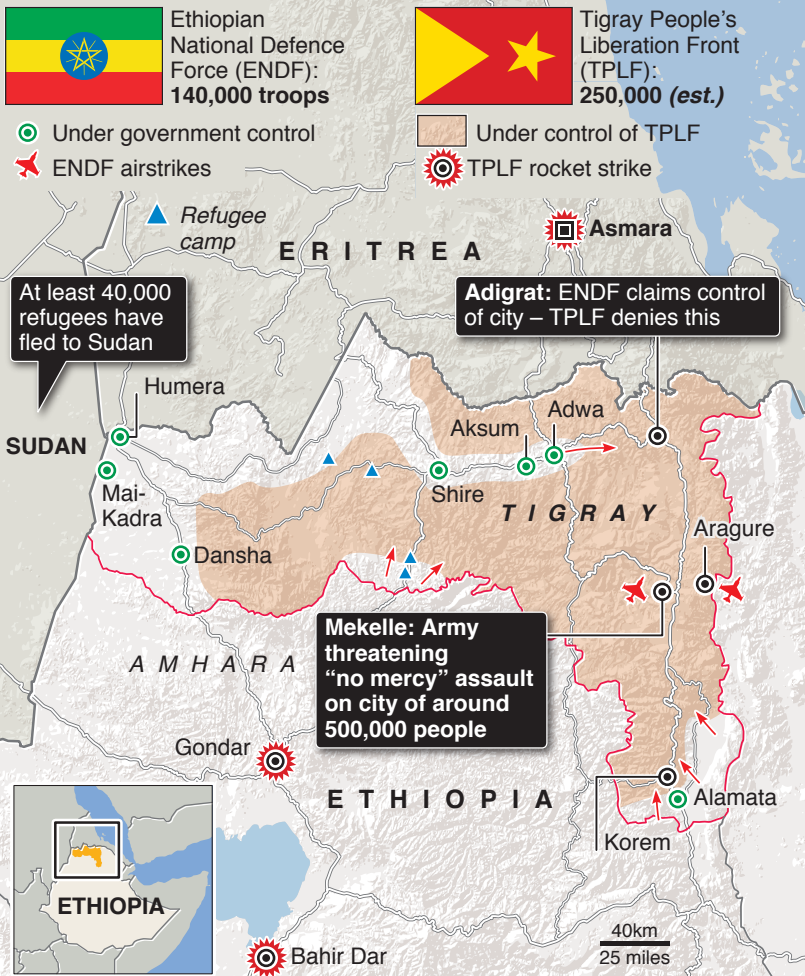 Ethiopian
National Defence
Force (ENDF):
140,000 troops
Tigray People’s
Liberation Front
(TPLF):
250,000 (est.)
Under government control
Under control of TPLF
ENDF airstrikes
TPLF rocket strike
Refugee
camp
Asmara
ERITREA
At least 40,000
refugees have
fled to Sudan
Adigrat: ENDF claims control
of city – TPLF denies this
Humera
SUDAN
Mai-
Kadra
Aksum
Adwa
Shire
TIGRAY
Aragure
Dansha
Mekelle: Army
threatening
“no mercy” assault
on city of around
500,000 people
AMHARA
Gondar
ETHIOPIA
Alamata
Korem
ETHIOPIA
Bahir Dar
40km
25 miles